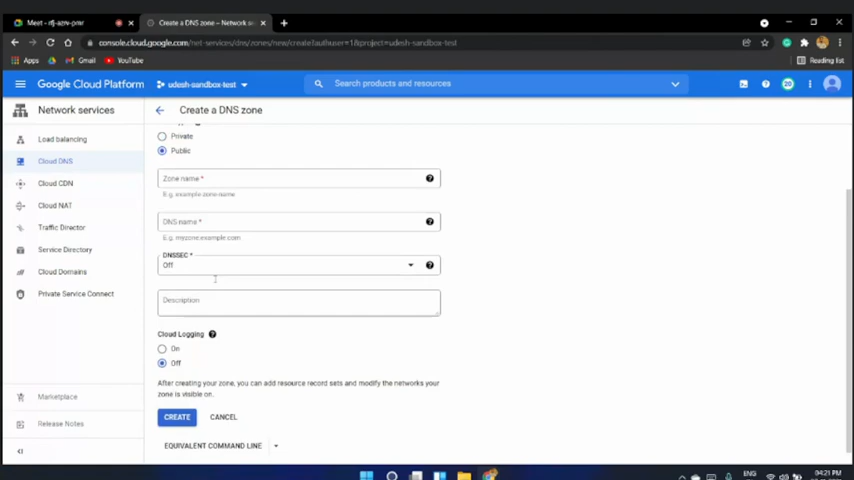 Meet - rfj-azrv-pmr
Create a DNS zone – Network se
console.cloud.google.com/net-services/dns/zones/new/create?authuser=1&project=udesh-sandbox-test
Apps
Gmail
YouTube
Reading list
Google Cloud Platform
udesh-sandbox-test
Search products and resources
20
Network services
Create a DNS zone
Load balancing
Cloud DNS
Cloud CDN
Cloud NAT
Traffic Director
Service Directory
Cloud Domains
Private Service Connect
Marketplace
Release Notes
Private
Public
Zone name *
E.g. example-zone-name
DNS name *
E.g. myzone.example.com
DNSSEC *
Off
Description
Cloud Logging
On
Off
After creating your zone, you can add resource record sets and modify the networks your
zone is visible on.
CREATE
CANCEL
EQUIVALENT COMMAND LINE
ENG
04:21 PM